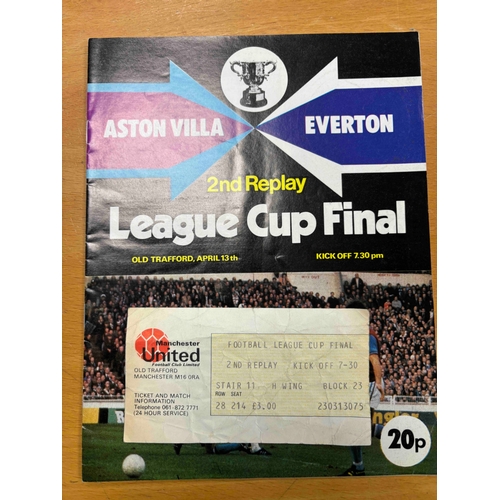 ASTON VILLA
EVERTON
2nd Replay
League Cup Final
OLD TRAFFORD, APRIL 13th
KICK OFF 7.30 pm
Manchester
United
Football Club Limited
OLD TRAFFORD
MANCHESTER M16 0RA
TICKET AND MATCH
INFORMATION
Telephone 061-872 7771
(24 HOUR SERVICE)
FOOTBALL LEAGUE CUP FINAL
2ND REPLAY KICK OFF 7-30
STAIR 11 H WING BLOCK 23
ROW SEAT
28 214 £3.00 230313075
20p